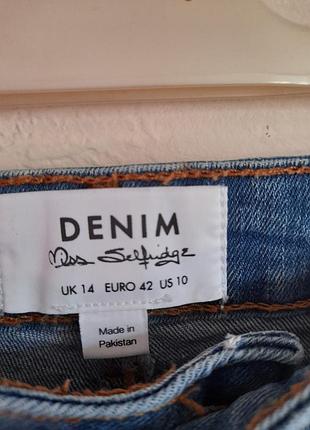 DENIM
Miss Selfridge
UK 14 EURO 42 US 10
Made in
Pakistan